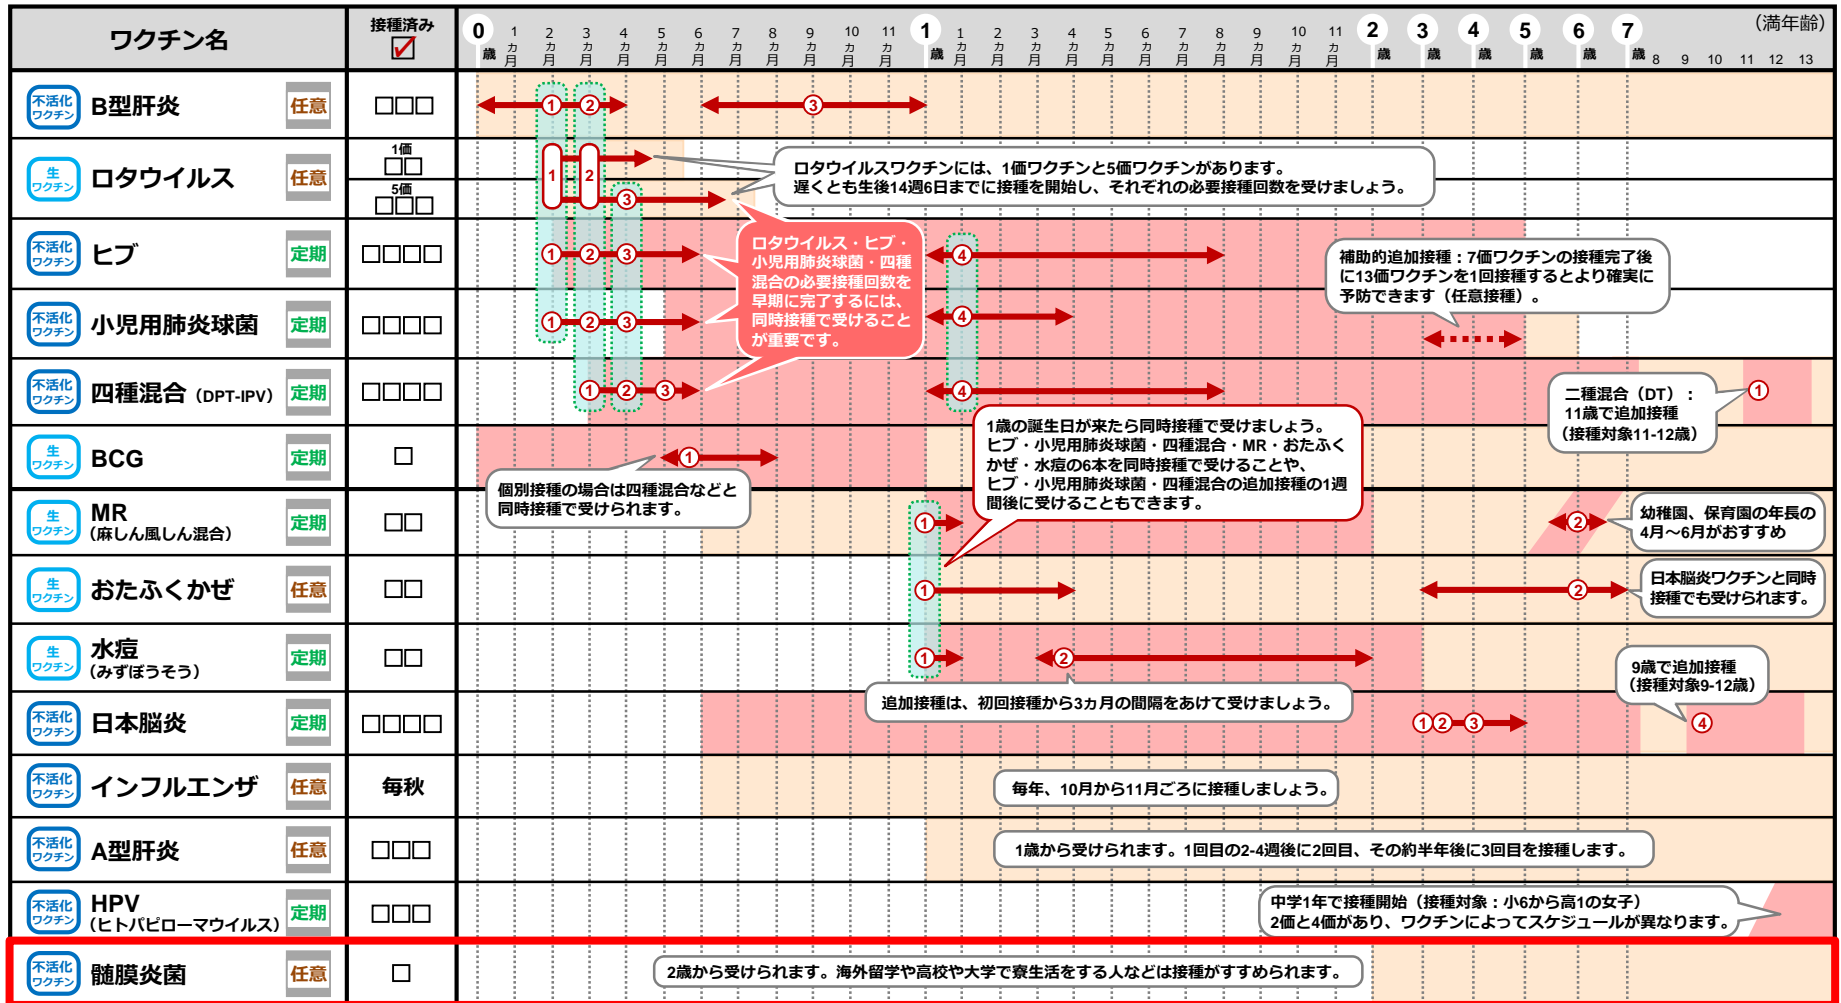 ワクチン名
接種済み
0歳
1カ月
2カ月
3カ月
4カ月
5カ月
6カ月
7カ月
8カ月
9カ月
10カ月
11カ月
1歳
1カ月
2カ月
3カ月
4カ月
5カ月
6カ月
7カ月
8カ月
9カ月
10カ月
11カ月
2歳
3歳
4歳
5歳
6歳
7歳
8
9
10
11
12
13
(満年齢)
不活化ワクチン
B型肝炎
任意
□□□
① ② ③
生ワクチン
ロタウイルス
任意
1価
□□
5価
□□□
1 2 ③
ロタウイルスワクチンには、1価ワクチンと5価ワクチンがあります。
遅くとも生後14週6日までに接種を開始し、それぞれの必要接種回数を受けましょう。
不活化ワクチン
ヒブ
定期
□□□□
① ② ③ ④
ロタウイルス・ヒブ・
小児用肺炎球菌・四種
混合の必要接種回数を
早期に完了するには、
同時接種で受けること
が重要です。
補助的追加接種：7価ワクチンの接種完了後
に13価ワクチンを1回接種するとより確実に
予防できます（任意接種）。
不活化ワクチン
小児用肺炎球菌
定期
□□□□
① ② ③ ④
不活化ワクチン
四種混合（DPT-IPV）
定期
□□□□
① ② ③ ④ ①
二種混合（DT）：
11歳で追加接種
（接種対象11-12歳）
1歳の誕生日が来たら同時接種で受けましょう。
ヒブ・小児用肺炎球菌・四種混合・MR・おたふく
かぜ・水痘の6本を同時接種で受けることや、
ヒブ・小児用肺炎球菌・四種混合の追加接種の1週
間後に受けることもできます。
生ワクチン
BCG
定期
□
①
個別接種の場合は四種混合などと
同時接種で受けられます。
生ワクチン
MR
（麻しん風しん混合）
定期
□□
① ②
幼稚園、保育園の年長の
4月〜6月がおすすめ
生ワクチン
おたふくかぜ
任意
□□
① ②
日本脳炎ワクチンと同時
接種でも受けられます。
生ワクチン
水痘
（みずぼうそう）
定期
□□
① ②
追加接種は、初回接種から3ヵ月の間隔をあけて受けましょう。
9歳で追加接種
（接種対象9-12歳）
不活化ワクチン
日本脳炎
定期
□□□□
① ② ③ ④
不活化ワクチン
インフルエンザ
任意
毎秋
毎年、10月から11月ごろに接種しましょう。
不活化ワクチン
A型肝炎
任意
□□□
1歳から受けられます。1回目の2-4週後に2回目、その約半年後に3回目を接種します。
不活化ワクチン
HPV
（ヒトパピローマウイルス）
定期
□□□
中学1年で接種開始（接種対象：小6から高1の女子）
2価と4価があり、ワクチンによってスケジュールが異なります。
不活化ワクチン
髄膜炎菌
任意
□
2歳から受けられます。海外留学や高校や大学で寮生活をする人などは接種がすすめられます。